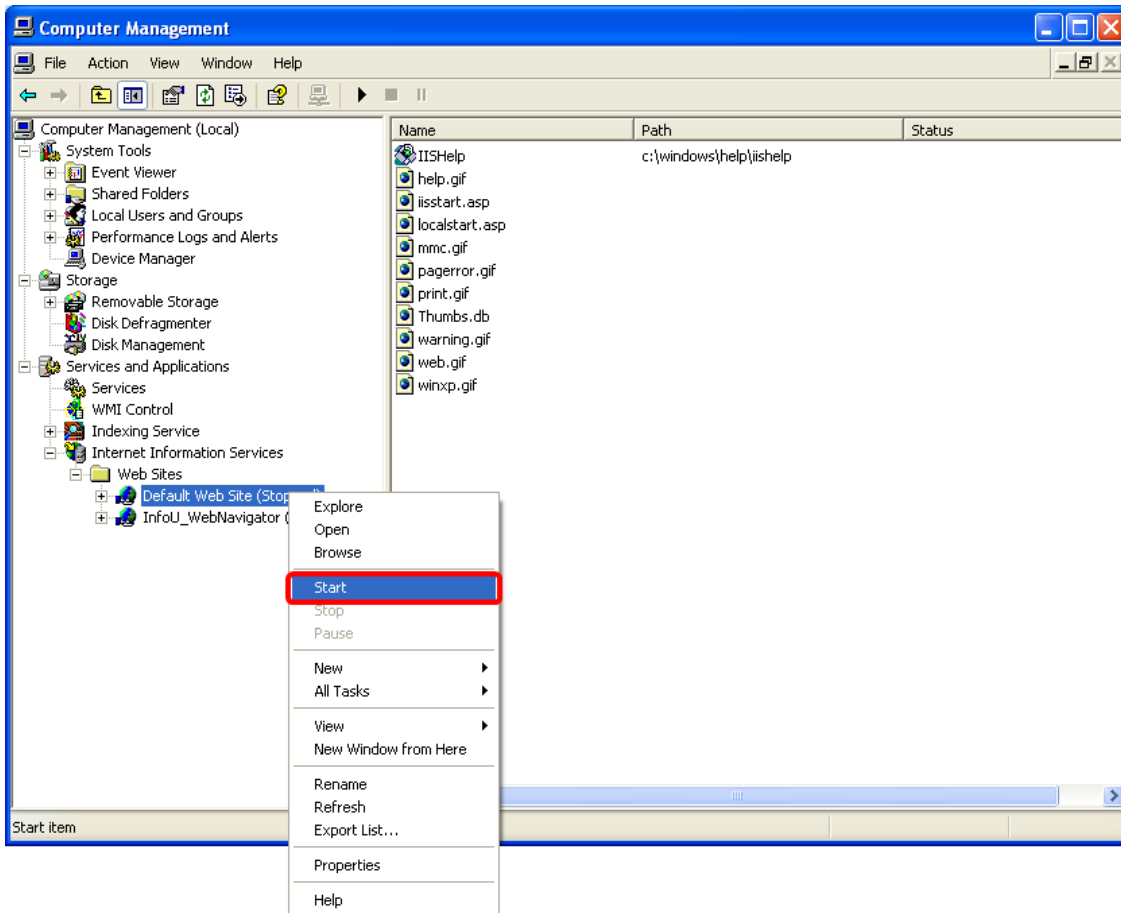 Computer Management
File Action View Window Help
Computer Management (Local)
System Tools
Event Viewer
Shared Folders
Local Users and Groups
Performance Logs and Alerts
Device Manager
Storage
Removable Storage
Disk Defragmenter
Disk Management
Services and Applications
Services
WMI Control
Indexing Service
Internet Information Services
Web Sites
Default Web Site (Stop
InfoU_WebNavigator (
Name Path Status
IISHelp c:\windows\help\iishelp
help.gif
iisstart.asp
localstart.asp
mmc.gif
pagerror.gif
print.gif
Thumbs.db
warning.gif
web.gif
winxp.gif
Explore
Open
Browse
Start
Stop
Pause
New
All Tasks
View
New Window from Here
Rename
Refresh
Export List...
Properties
Help
Start item